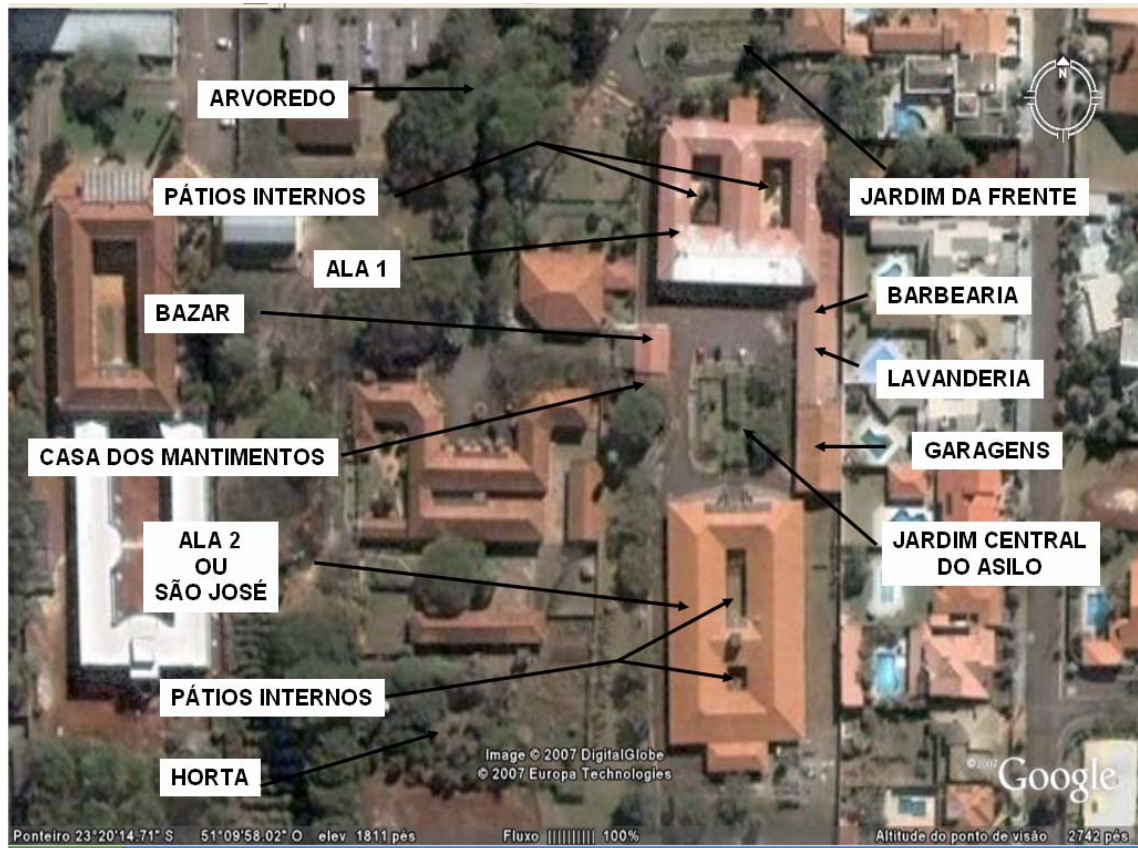 ARVOREDO
N
PÁTIOS INTERNOS
JARDIM DA FRENTE
ALA 1
BARBEARIA
BAZAR
LAVANDERIA
CASA DOS MANTIMENTOS
GARAGENS
ALA 2
OU
SÃO JOSÉ
JARDIM CENTRAL
DO ASILO
PÁTIOS INTERNOS
HORTA
Image © 2007 DigitalGlobe
© 2007 Europa Technologies
©2007 Google
Ponteiro 23°20'14.71" S 51°09'58.02" O elev 1811 pés Fluxo |||||||||| 100% Altitude do ponto de visão 2742 pés